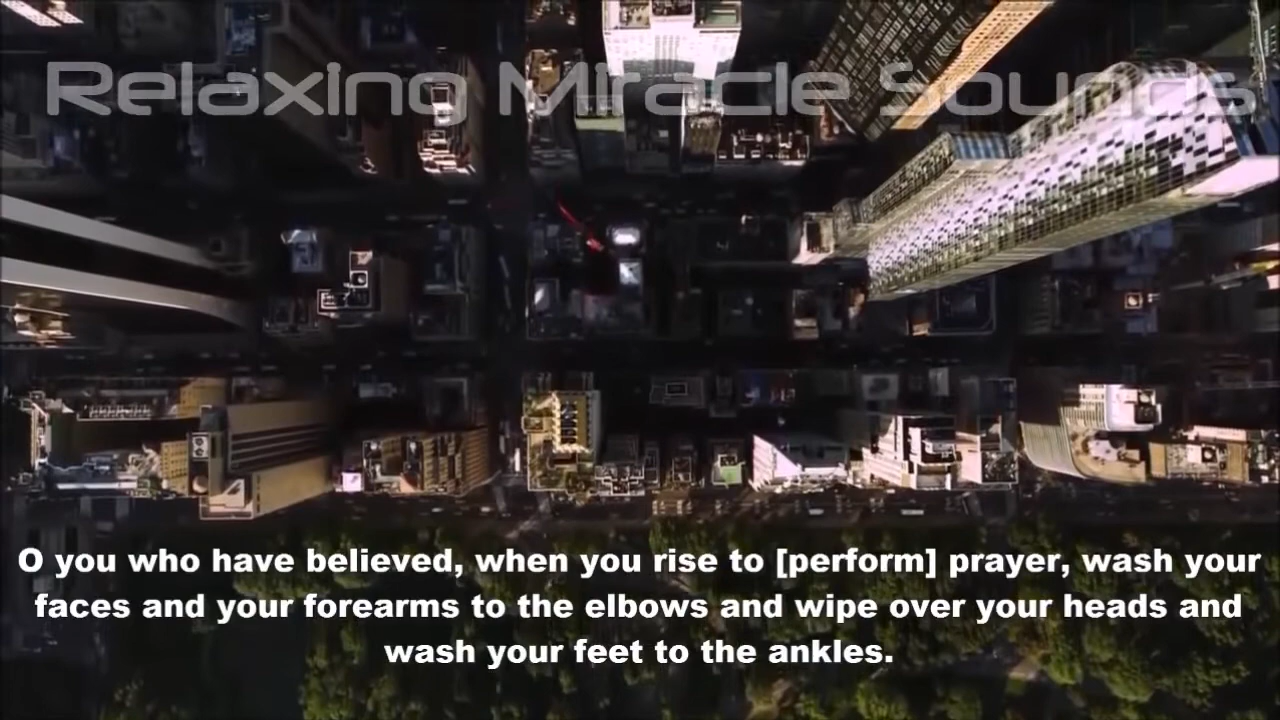 Relaxing Miracle Sounds
O you who have believed, when you rise to [perform] prayer, wash your
faces and your forearms to the elbows and wipe over your heads and
wash your feet to the ankles.